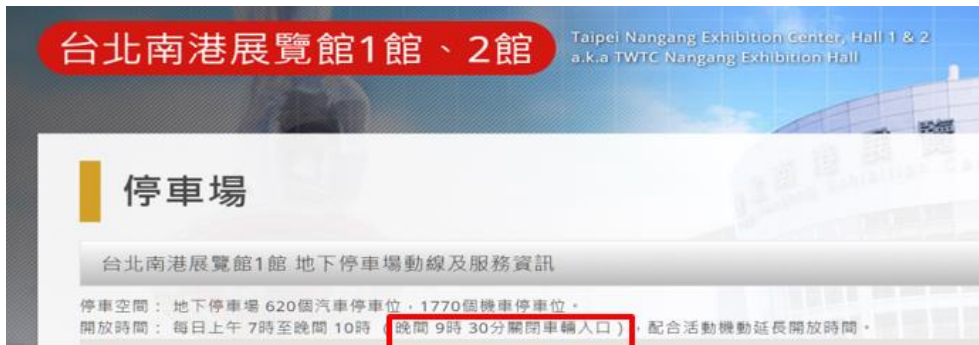 台北南港展覽館1館、2館
Taipei Nangang Exhibition Center, Hall 1 & 2
a.k.a TWTC Nangang Exhibition Hall
停車場
台北南港展覽館1館 地下停車場動線及服務資訊
停車空間： 地下停車場 620個汽車停車位，1770個機車停車位。
開放時間： 每日上午 7時至晚間 10時 （晚間 9時 30分關閉車輛入口），配合活動機動延長開放時間。